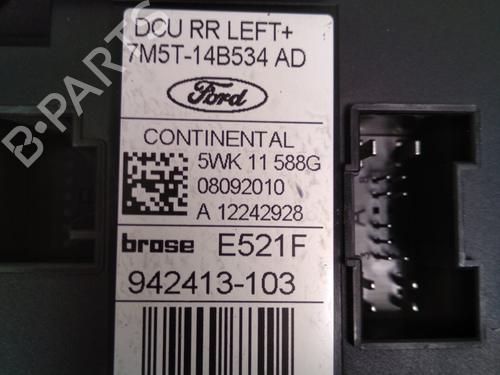 DCU RR LEFT+
7M5T-14B534 AD
Ford
CONTINENTAL
5WK 11 588G
08092010
A 12242928
brose E521F
942413-103
B-PARTS